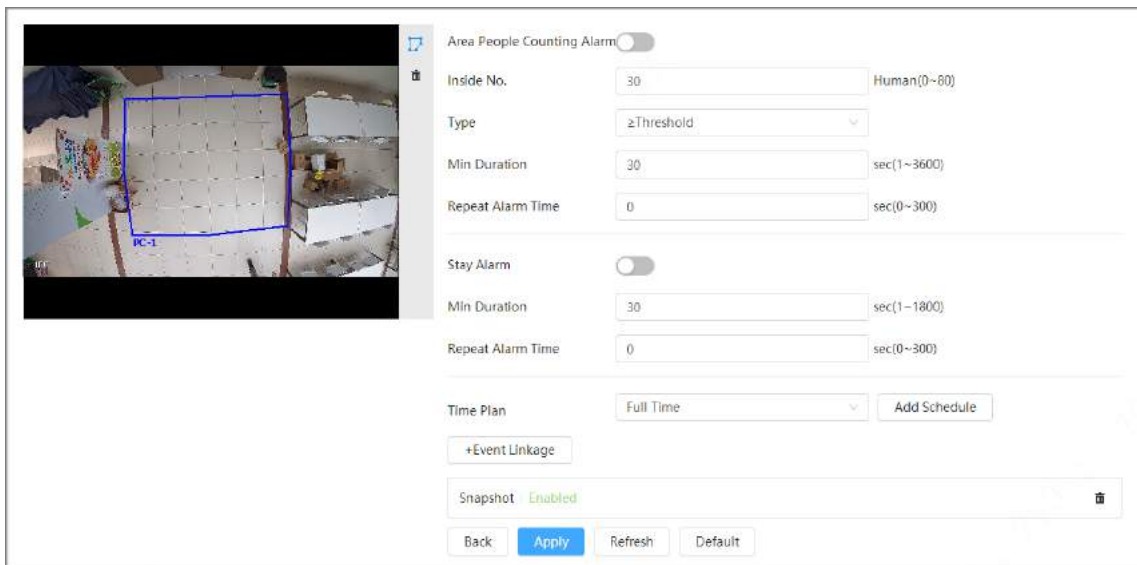 Area People Counting Alarm
Inside No. 30 Human(0~80)
Type ≥Threshold
Min Duration 30 sec(1~3600)
Repeat Alarm Time 0 sec(0~300)
PC-1
Stay Alarm
Min Duration 30 sec(1~1800)
Repeat Alarm Time 0 sec(0~300)
Time Plan Full Time Add Schedule
+Event Linkage
Snapshot Enabled
Back Apply Refresh Default